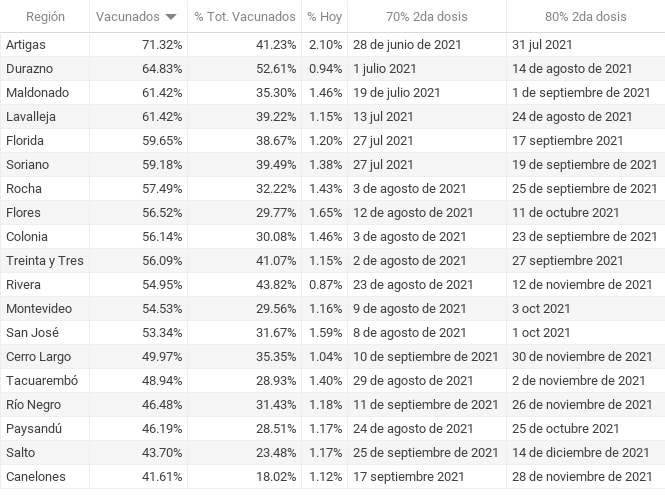 Región Vacunados % Tot. Vacunados % Hoy 70% 2da dosis 80% 2da dosis
Artigas 71.32% 41.23% 2.10% 28 de junio de 2021 31 jul 2021
Durazno 64.83% 52.61% 0.94% 1 julio 2021 14 de agosto de 2021
Maldonado 61.42% 35.30% 1.46% 19 de julio 2021 1 de septiembre de 2021
Lavalleja 61.42% 39.22% 1.15% 13 jul 2021 24 de agosto de 2021
Florida 59.65% 38.67% 1.20% 27 jul 2021 17 septiembre 2021
Soriano 59.18% 39.49% 1.38% 27 jul 2021 19 de septiembre de 2021
Rocha 57.49% 32.22% 1.43% 3 de agosto de 2021 25 de septiembre de 2021
Flores 56.52% 29.77% 1.65% 12 de agosto de 2021 11 de octubre 2021
Colonia 56.14% 30.08% 1.46% 3 de agosto de 2021 23 de septiembre de 2021
Treinta y Tres 56.09% 41.07% 1.15% 2 de agosto de 2021 27 septiembre 2021
Rivera 54.95% 43.82% 0.87% 23 de agosto de 2021 12 de noviembre de 2021
Montevideo 54.53% 29.56% 1.16% 9 de agosto de 2021 3 oct 2021
San José 53.34% 31.67% 1.59% 8 de agosto de 2021 1 oct 2021
Cerro Largo 49.97% 35.35% 1.04% 10 de septiembre de 2021 30 de noviembre de 2021
Tacuarembó 48.94% 28.93% 1.40% 29 de agosto de 2021 2 de noviembre de 2021
Río Negro 46.48% 31.43% 1.18% 11 de septiembre de 2021 26 de noviembre de 2021
Paysandú 46.19% 28.51% 1.17% 24 de agosto de 2021 25 de octubre de 2021
Salto 43.70% 23.48% 1.17% 25 de septiembre de 2021 14 de diciembre de 2021
Canelones 41.61% 18.02% 1.12% 17 septiembre 2021 28 de noviembre de 2021